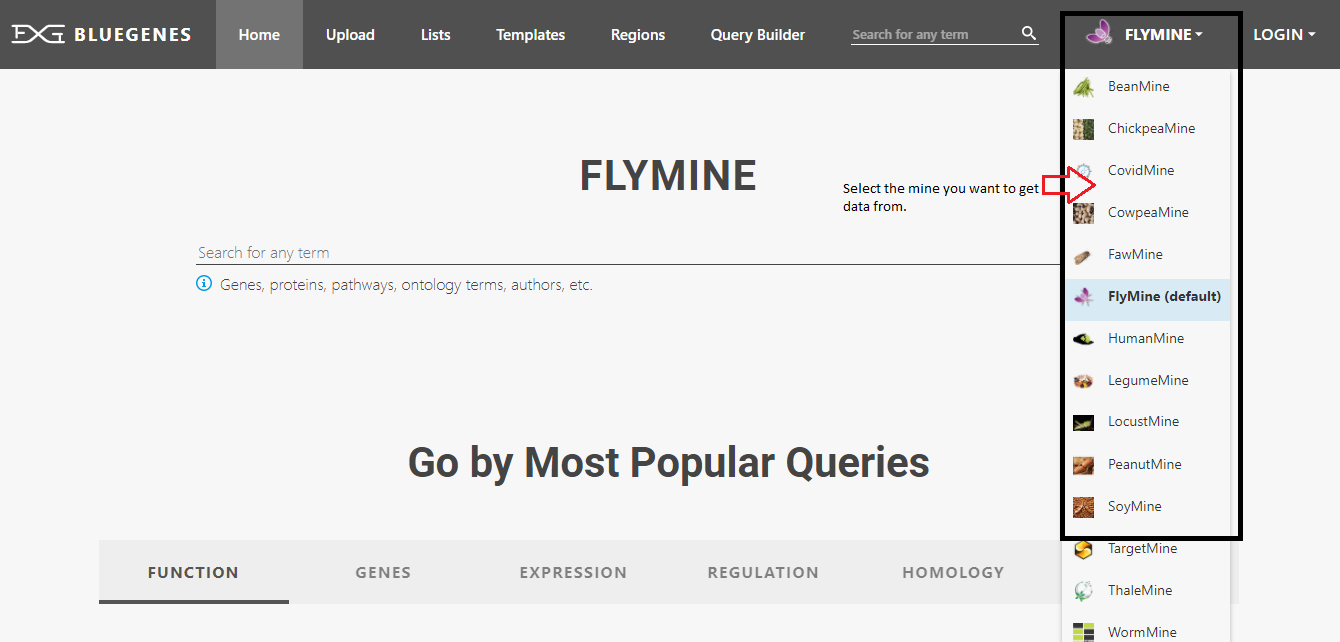 BLUEGENES Home Upload Lists Templates Regions Query Builder Search for any term FLYMINE LOGIN
BeanMine
ChickpeaMine
CovidMine
CowpeaMine
FawMine
FlyMine (default)
HumanMine
LegumeMine
LocustMine
PeanutMine
SoyMine
TargetMine
ThaleMine
WormMine
FLYMINE
Select the mine you want to get
data from.
Search for any term
Genes, proteins, pathways, ontology terms, authors, etc.
Go by Most Popular Queries
FUNCTION GENES EXPRESSION REGULATION HOMOLOGY